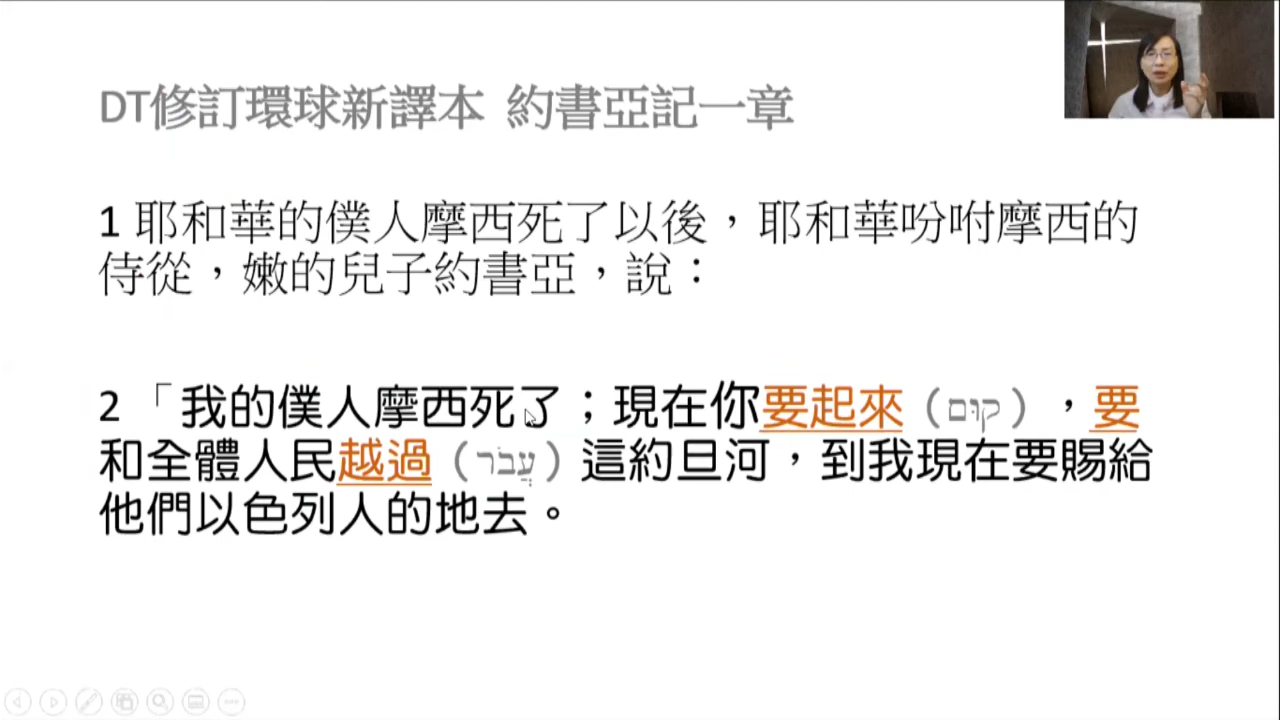 DT修訂環球新譯本 約書亞記一章
1 耶和華的僕人摩西死了以後，耶和華吩咐摩西的
侍從，嫩的兒子約書亞，說：
2 「我的僕人摩西死了；現在你要起來（קוּם），要
和全體人民越過（עֲבֹר）這約旦河，到我現在要賜給
他們以色列人的地去。